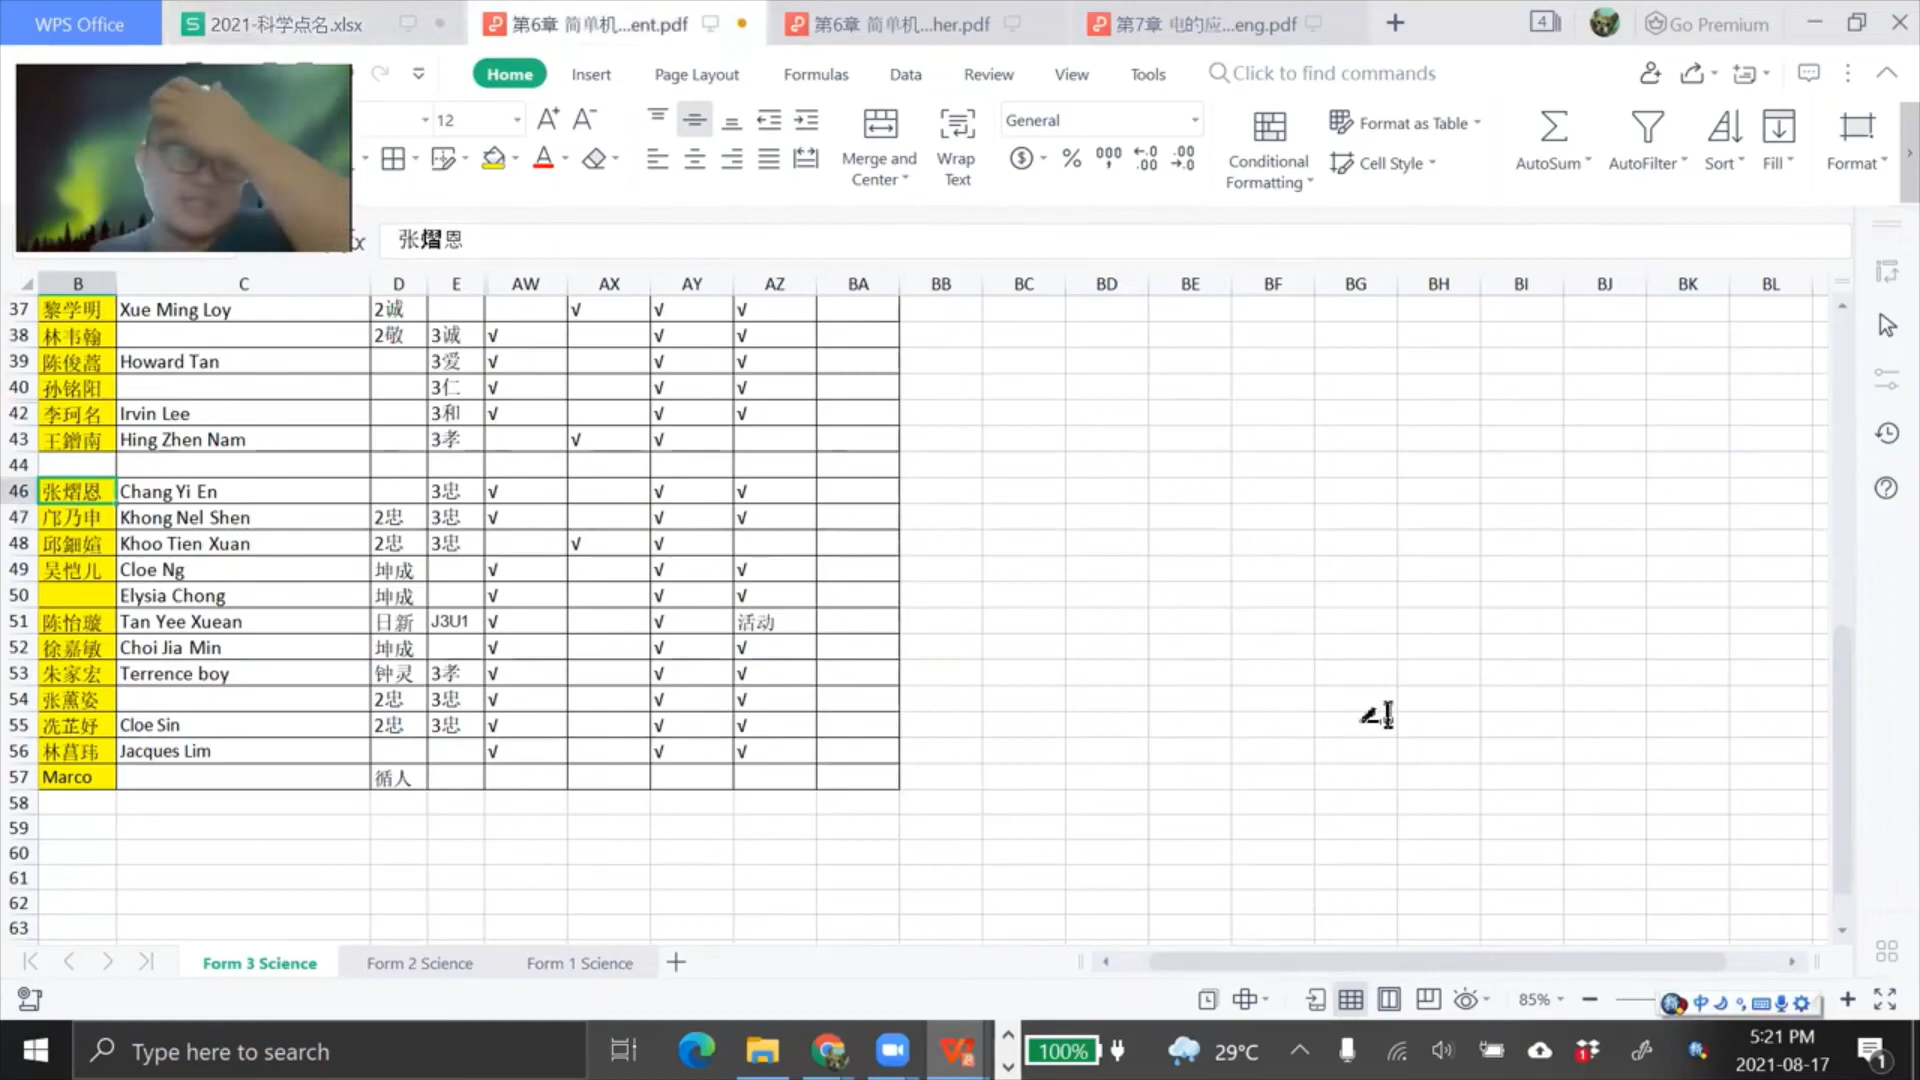 WPS Office 2021-科学点名.xlsx 第6章 简单机...ent.pdf 第6章 简单机...her.pdf 第7章 电的应...eng.pdf 4 Go Premium
Home Insert Page Layout Formulas Data Review View Tools Click to find commands
12 General Format as Table
Merge and Center Wrap Text Conditional Formatting Cell Style AutoSum AutoFilter Sort Fill Format
张熠恩
B C D E AW AX AY AZ BA BB BC BD BE BF BG BH BI BJ BK BL
37 黎学明 Xue Ming Loy 2诚 √ √ √
38 林韦翰 2敬 3诚 √ √ √
39 陈俊蒿 Howard Tan 3爱 √ √ √
40 孙铭阳 3仁 √ √ √
42 李珂名 Irvin Lee 3和 √ √ √
43 王鐕南 Hing Zhen Nam 3孝 √ √
44
46 张熠恩 Chang Yi En 3忠 √ √ √
47 邝乃申 Khong Nel Shen 2忠 3忠 √ √ √
48 邱鈿媗 Khoo Tien Xuan 2忠 3忠 √ √
49 吴恺儿 Cloe Ng 坤成 √ √ √
50 Elysia Chong 坤成 √ √ √
51 陈怡璇 Tan Yee Xuean 日新 J3U1 √ √ 活动
52 徐嘉敏 Choi Jia Min 坤成 √ √ √
53 朱家宏 Terrence boy 钟灵 3孝 √ √ √
54 张薰姿 2忠 3忠 √ √ √
55 冼芷妤 Cloe Sin 2忠 3忠 √ √ √
56 林菖玮 Jacques Lim √ √ √
57 Marco 循人
58
59
60
61
62
63
Form 3 Science Form 2 Science Form 1 Science
85% 中
Type here to search 100% 29°C 1 5:21 PM 1
2021-08-17